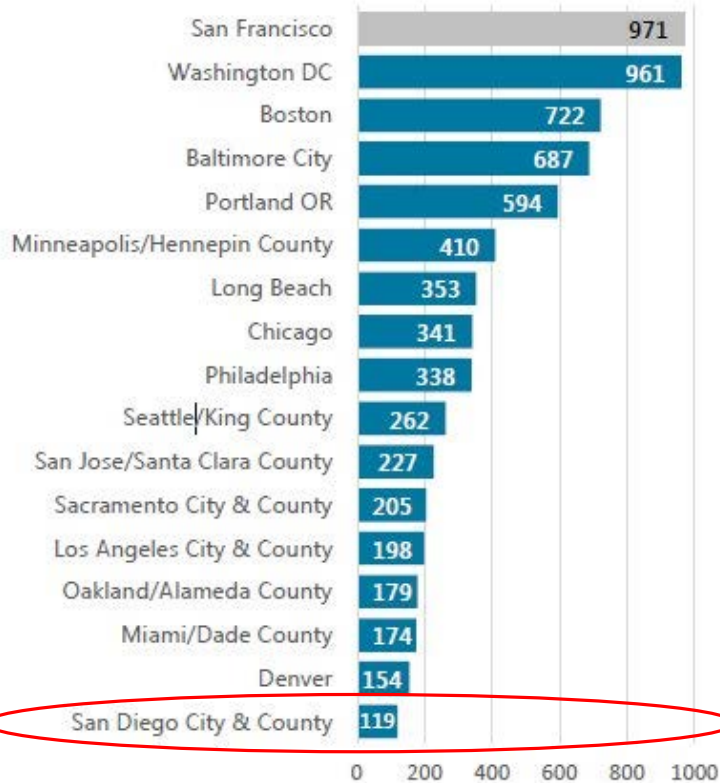 San Francisco 971
Washington DC 961
Boston 722
Baltimore City 687
Portland OR 594
Minneapolis/Hennepin County 410
Long Beach 353
Chicago 341
Philadelphia 338
Seattle/King County 262
San Jose/Santa Clara County 227
Sacramento City & County 205
Los Angeles City & County 198
Oakland/Alameda County 179
Miami/Dade County 174
Denver 154
San Diego City & County 119
0 200 400 600 800 1000